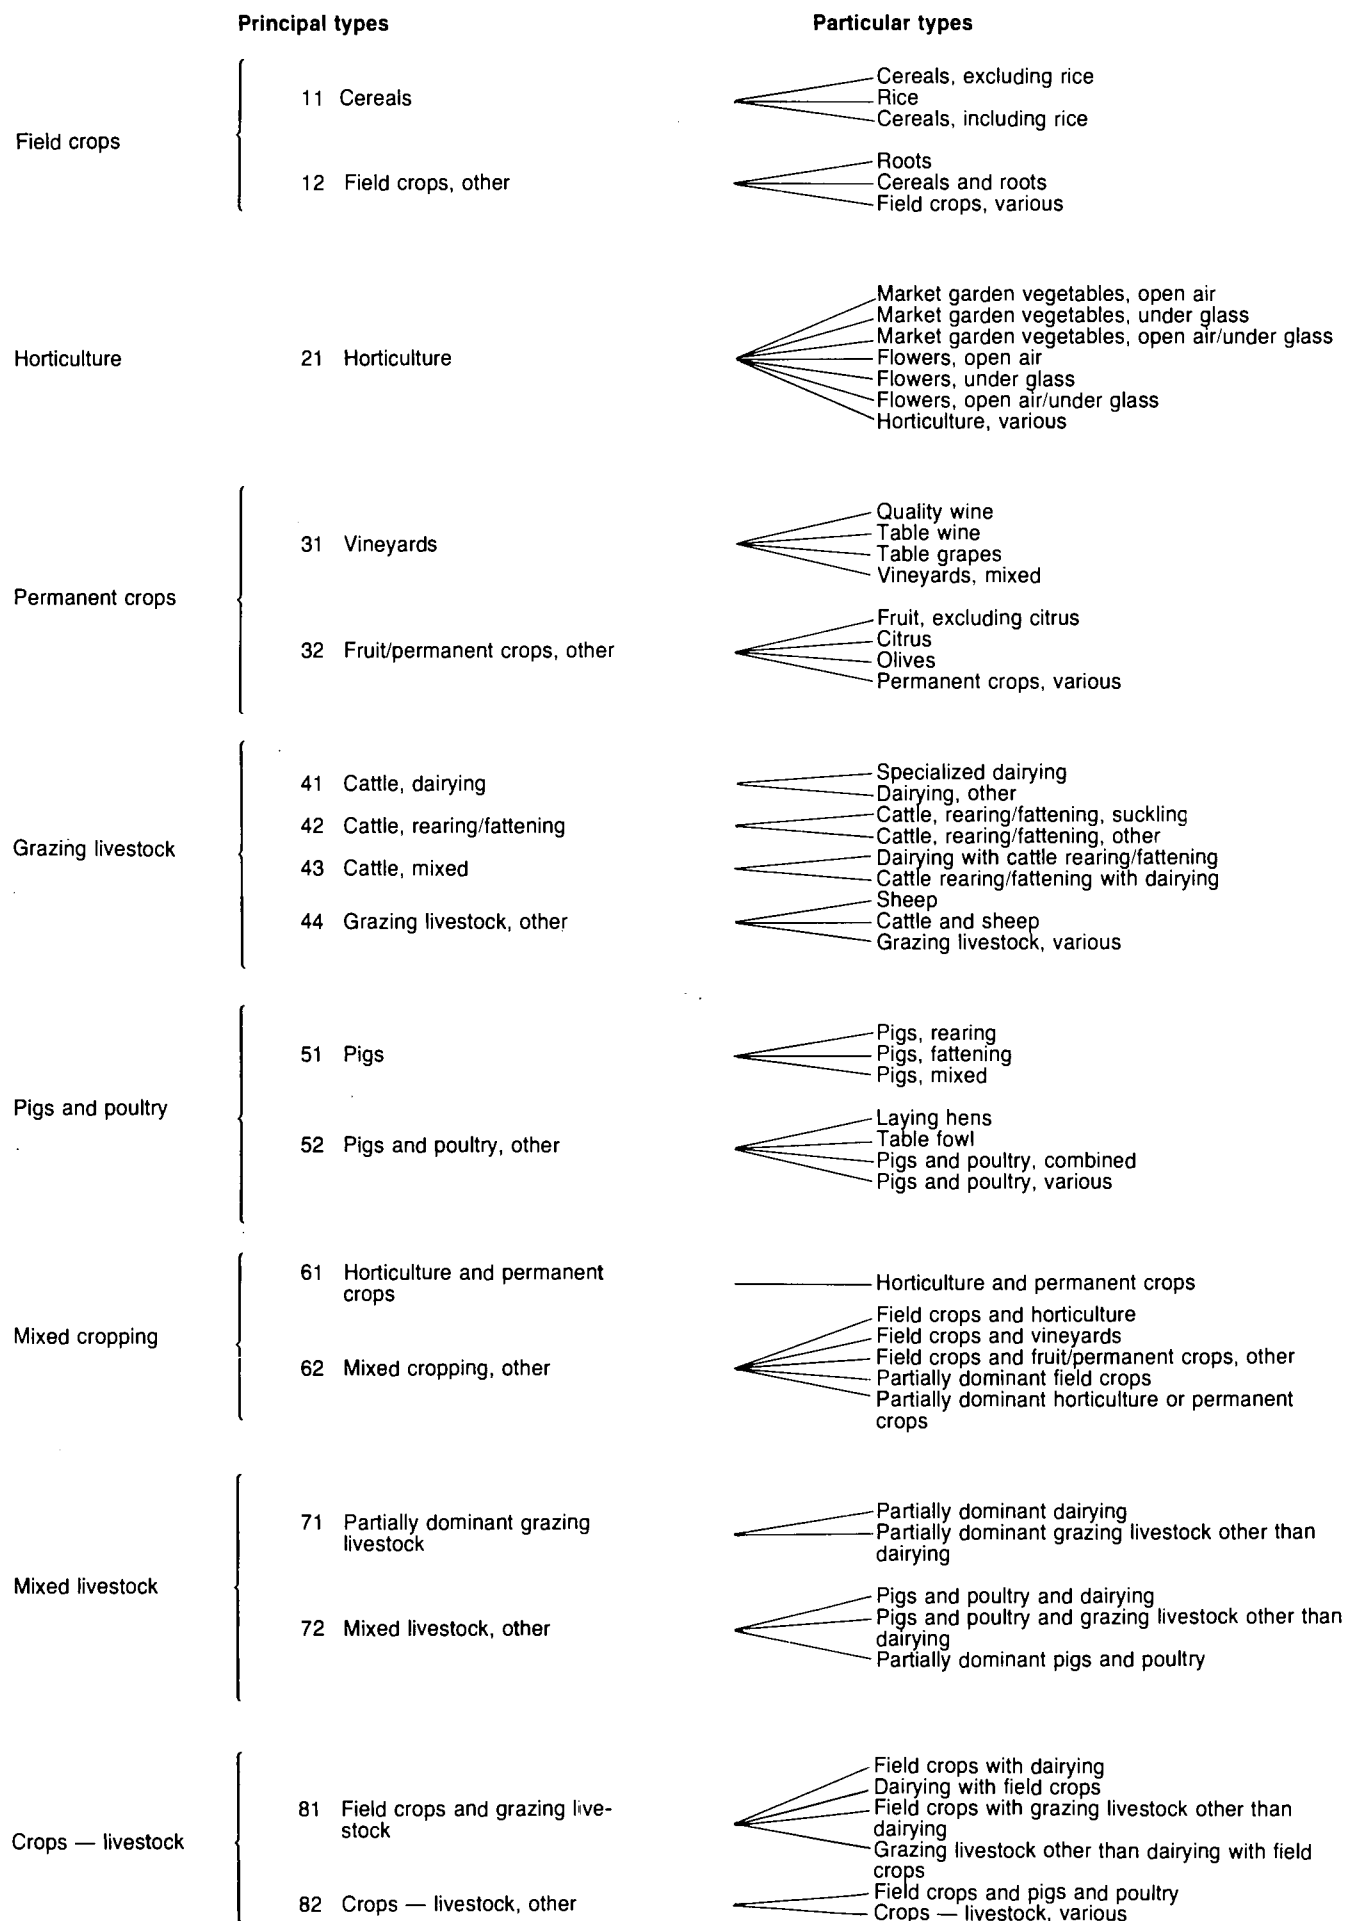 Principal types
Particular types
Field crops
11 Cereals
Cereals, excluding rice
Rice
Cereals, including rice
12 Field crops, other
Roots
Cereals and roots
Field crops, various
Horticulture
21 Horticulture
Market garden vegetables, open air
Market garden vegetables, under glass
Market garden vegetables, open air/under glass
Flowers, open air
Flowers, under glass
Flowers, open air/under glass
Horticulture, various
Permanent crops
31 Vineyards
Quality wine
Table wine
Table grapes
Vineyards, mixed
32 Fruit/permanent crops, other
Fruit, excluding citrus
Citrus
Olives
Permanent crops, various
Grazing livestock
41 Cattle, dairying
Specialized dairying
Dairying, other
42 Cattle, rearing/fattening
Cattle, rearing/fattening, suckling
Cattle, rearing/fattening, other
43 Cattle, mixed
Dairying with cattle rearing/fattening
Cattle rearing/fattening with dairying
44 Grazing livestock, other
Sheep
Cattle and sheep
Grazing livestock, various
Pigs and poultry
51 Pigs
Pigs, rearing
Pigs, fattening
Pigs, mixed
52 Pigs and poultry, other
Laying hens
Table fowl
Pigs and poultry, combined
Pigs and poultry, various
Mixed cropping
61 Horticulture and permanent
crops
Horticulture and permanent crops
62 Mixed cropping, other
Field crops and horticulture
Field crops and vineyards
Field crops and fruit/permanent crops, other
Partially dominant field crops
Partially dominant horticulture or permanent
crops
Mixed livestock
71 Partially dominant grazing
livestock
Partially dominant dairying
Partially dominant grazing livestock other than
dairying
72 Mixed livestock, other
Pigs and poultry and dairying
Pigs and poultry and grazing livestock other than
dairying
Partially dominant pigs and poultry
Crops — livestock
81 Field crops and grazing live-
stock
Field crops with dairying
Dairying with field crops
Field crops with grazing livestock other than
dairying
Grazing livestock other than dairying with field
crops
82 Crops — livestock, other
Field crops and pigs and poultry
Crops — livestock, various